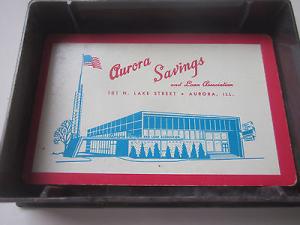 Aurora Savings
and Loan Association
101 N. LAKE STREET • AURORA, ILL.